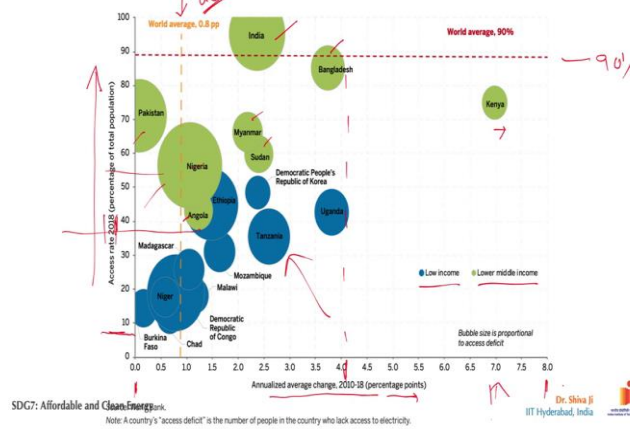 World average, 0.8 pp
World average, 90%
90%
Access rate 2018 (percentage of total population)
100
90
80
70
60
50
40
30
20
10
0
India
Bangladesh
Pakistan
Kenya
Myanmar
Sudan
Nigeria
Democratic People's
Republic of Korea
Ethiopia
Angola
Uganda
Tanzania
Madagascar
Mozambique
Low income
Lower middle income
Malawi
Niger
Democratic
Republic
of Congo
Burkina
Faso
Chad
Bubble size is proportional
to access deficit
0.0 0.5 1.0 1.5 2.0 2.5 3.0 3.5 4.0 4.5 5.0 5.5 6.0 6.5 7.0 7.5 8.0
Annualized average change, 2010-18 (percentage points)
SDG7: Affordable and Clean Energy
Bank.
Note: A country's "access deficit" is the number of people in the country who lack access to electricity.
Dr. Shiva Ji
IIT Hyderabad, India